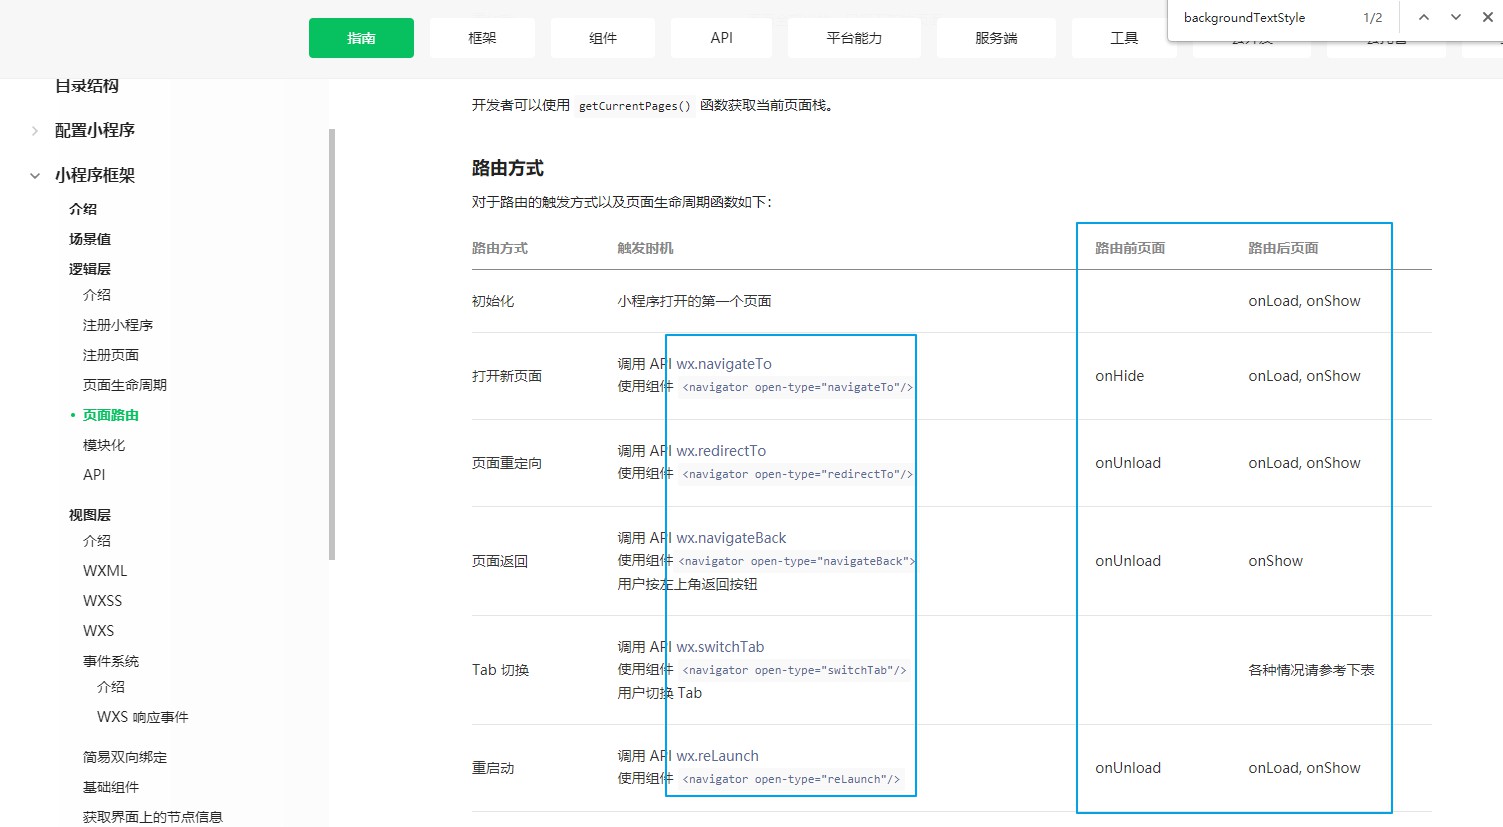 指南
框架
组件
API
平台能力
服务端
工具
backgroundTextStyle
1/2
目录结构
配置小程序
小程序框架
介绍
场景值
逻辑层
介绍
注册小程序
注册页面
页面生命周期
页面路由
模块化
API
视图层
介绍
WXML
WXSS
WXS
事件系统
介绍
WXS 响应事件
简易双向绑定
基础组件
获取界面上的节点信息
开发者可以使用 getCurrentPages() 函数获取当前页面栈。
路由方式
对于路由的触发方式以及页面生命周期函数如下：
路由方式 触发时机 路由前页面 路由后页面
初始化 小程序打开的第一个页面 onLoad, onShow
调用 API wx.navigateTo
打开新页面 使用组件 <navigator open-type="navigateTo"/> onHide onLoad, onShow
调用 API wx.redirectTo
页面重定向 使用组件 <navigator open-type="redirectTo"/> onUnload onLoad, onShow
调用 API wx.navigateBack
页面返回 使用组件 <navigator open-type="navigateBack"> onUnload onShow
用户按左上角返回按钮
调用 API wx.switchTab
Tab 切换 使用组件 <navigator open-type="switchTab"/> 各种情况请参考下表
用户切换 Tab
调用 API wx.reLaunch
重启动 使用组件 <navigator open-type="reLaunch"/> onUnload onLoad, onShow